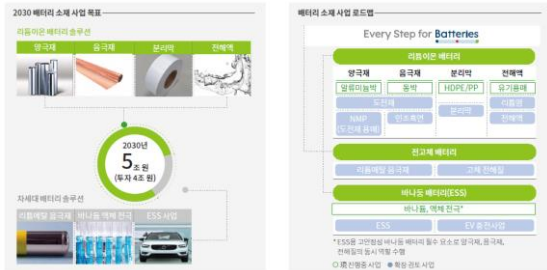 2030 배터리 소재 사업 목표
리튬이온 배터리 솔루션
양극재 음극재 분리막 전해액
2030년
5조 원
(투자 4조 원)
차세대 배터리 솔루션
리튬메탈 음극재 바나듐 액체 전극 ESS 사업
배터리 소재 사업 로드맵
Every Step for Batteries
리튬이온 배터리
양극재 음극재 분리막 전해액
알류미늄박 동박 HDPE/PP 유기용매
도전재 리튬염
NMP 인조흑연 분리막 전해액
(도전재 용매)
전고체 배터리
리튬메탈 음극재 고체 전해질
바나듐 배터리(ESS)
바나듐, 액체 전극*
ESS EV 충전사업
*ESS용 고안정성 바나듐 배터리 필수 요소로 양극재, 음극재,
전해질의 동시 역할 수행
진행중 사업 확장 검토 사업